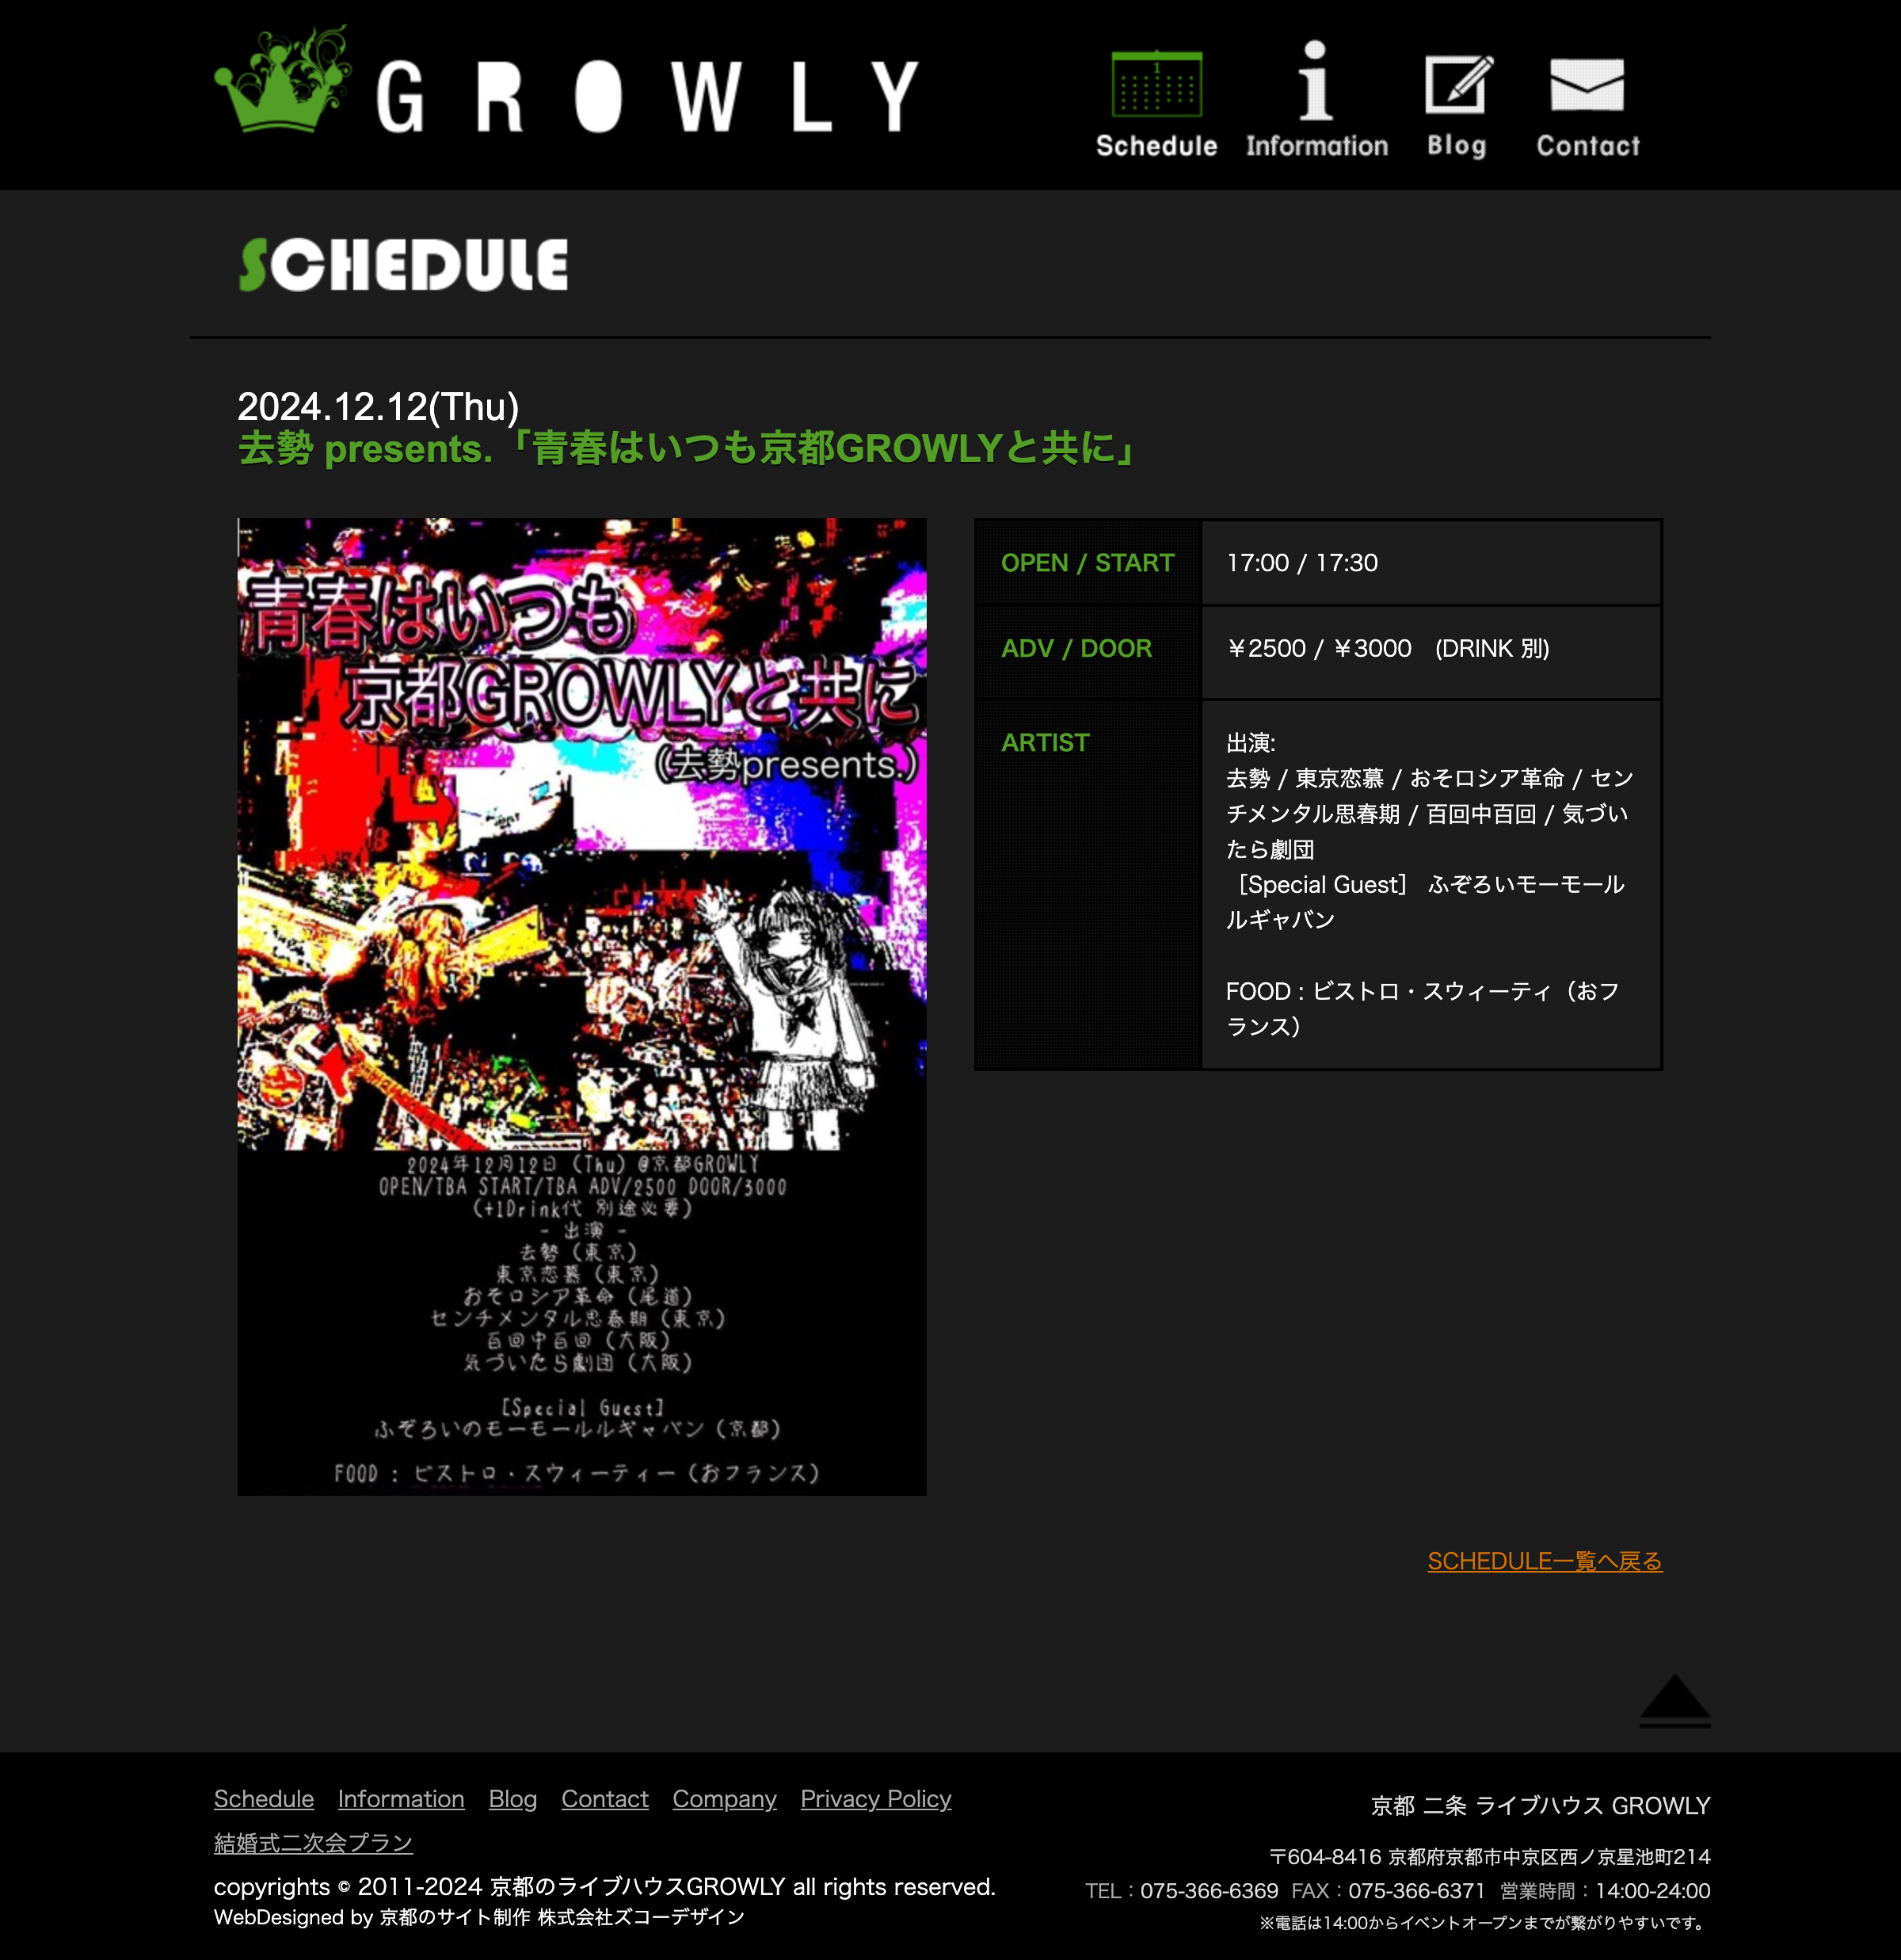 GROWLY
Schedule
Information
Blog
Contact
SCHEDULE
2024.12.12(Thu)
去勢 presents.「青春はいつも京都GROWLYと共に」
青春はいつも
京都GROWLYと共に
(去勢presents.)
2024年12月12日 (Thu) @京都GROWLY
OPEN/TBA START/TBA ADV/2500 DOOR/3000
(+1Drink代 別途必要)
- 出演 -
去勢 (東京)
東京恋慕 (東京)
おそロシア革命 (尾道)
センチメンタル思春期 (東京)
百回中百回 (大阪)
気づいたら劇団 (大阪)
[Special Guest]
ふぞろいのモーモールルギャバン (京都)
FOOD : ビストロ・スウィーティー (おフランス)
OPEN / START
17:00 / 17:30
ADV / DOOR
￥2500 / ￥3000　(DRINK 別)
ARTIST
出演:
去勢 / 東京恋慕 / おそロシア革命 / セン
チメンタル思春期 / 百回中百回 / 気づい
たら劇団
［Special Guest］ ふぞろいモーモール
ルギャバン
FOOD : ビストロ・スウィーティ（おフ
ランス）
SCHEDULE一覧へ戻る
Schedule Information Blog Contact Company Privacy Policy
結婚式二次会プラン
copyrights © 2011-2024 京都のライブハウスGROWLY all rights reserved.
WebDesigned by 京都のサイト制作 株式会社ズコーデザイン
京都 二条 ライブハウス GROWLY
〒604-8416 京都府京都市中京区西ノ京星池町214
TEL：075-366-6369 FAX：075-366-6371 営業時間：14:00-24:00
※電話は14:00からイベントオープンまでが繋がりやすいです。